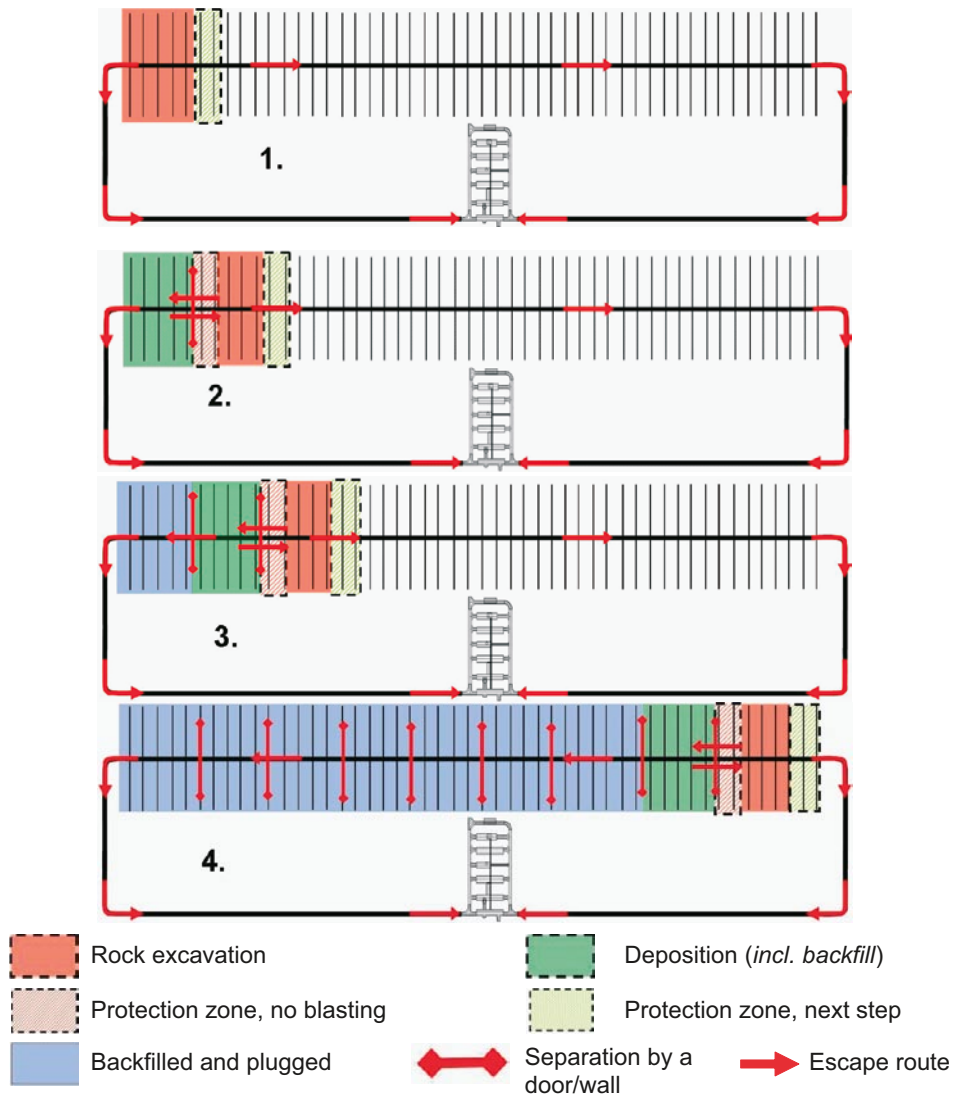 1.
2.
3.
4.
Rock excavation
Deposition (incl. backfill)
Protection zone, no blasting
Protection zone, next step
Backfilled and plugged
Separation by a
door/wall
Escape route